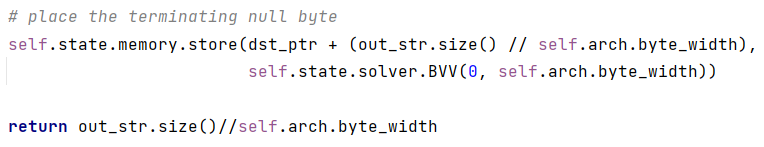 # place the terminating null byte
self.state.memory.store(dst_ptr + (out_str.size() // self.arch.byte_width),
                        self.state.solver.BVV(0, self.arch.byte_width))

return out_str.size()//self.arch.byte_width